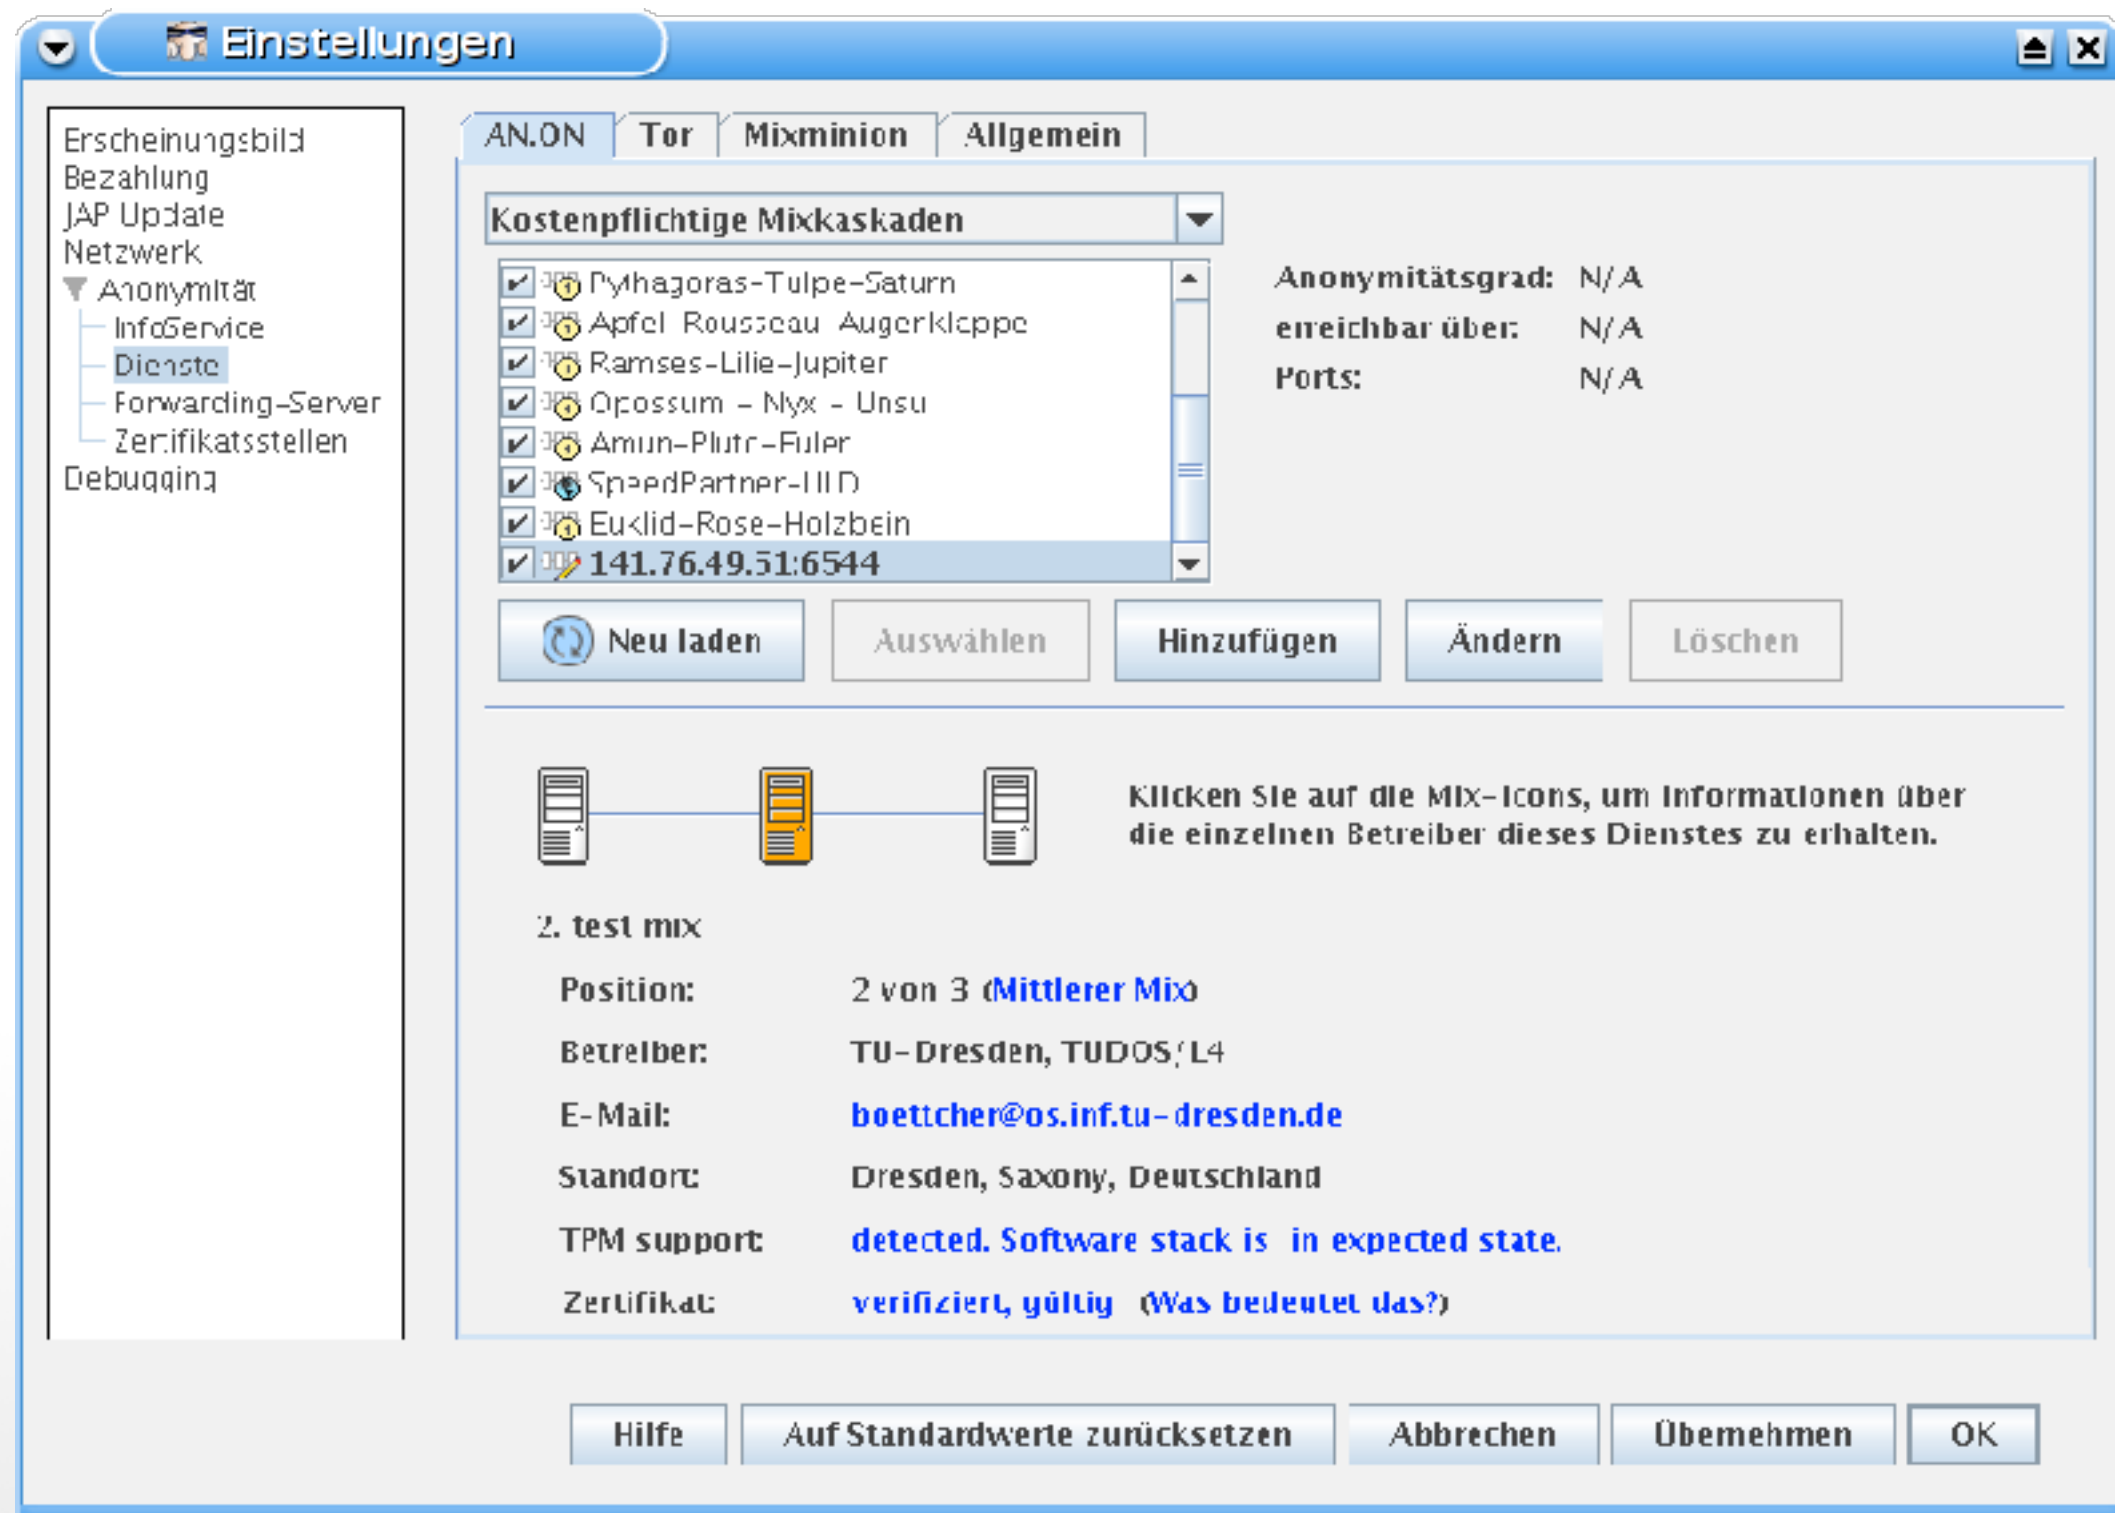 Einstellungen
Erscheinungsbild
Bezahlung
JAP Update
Netzwerk
Anonymität
InfoService
Dienste
Forwarding-Server
Zertifikatsstellen
Debugging
AN.ON
Tor
Mixminion
Allgemein
Kostenpflichtige Mixkaskaden
Pythagoras-Tulpe-Saturn
Apfel-Rousseau-Augenklappe
Ramses-Lilie-Jupiter
Opossum - Nyx - Unsu
Amun-Pluto-Euler
SpeedPartner-ULD
Euklid-Rose-Holzbein
141.76.49.51:6544
Anonymitätsgrad: N/A
erreichbar über: N/A
Ports: N/A
Neu laden
Auswählen
Hinzufügen
Ändern
Löschen
Klicken Sie auf die Mix-Icons, um Informationen über
die einzelnen Betreiber dieses Dienstes zu erhalten.
2. test mix
Position: 2 von 3 (Mittlerer Mix)
Betreiber: TU-Dresden, TUDOS/L4
E-Mail: boettcher@os.inf.tu-dresden.de
Standort: Dresden, Saxony, Deutschland
TPM support: detected. Software stack is in expected state.
Zertifikat: verifiziert, gültig (Was bedeutet das?)
Hilfe
Auf Standardwerte zurücksetzen
Abbrechen
Übernehmen
OK